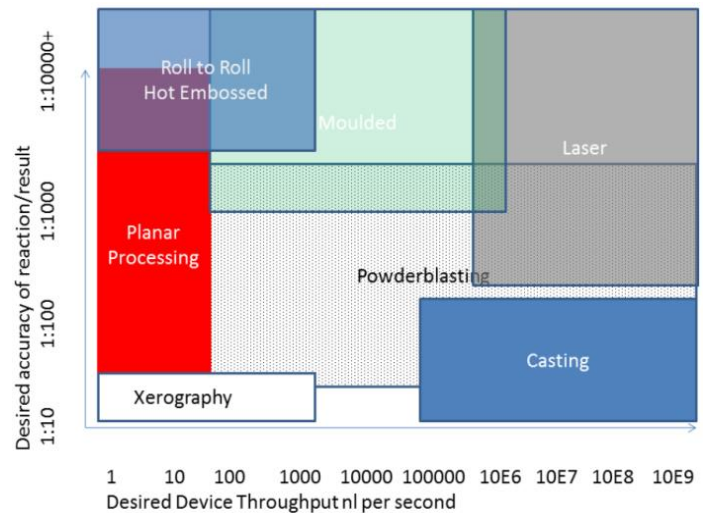 Roll to Roll
Hot Embossed
Moulded
Laser
Planar
Processing
Powderblasting
Casting
Xerography
Desired accuracy of reaction/result
1:10000+
1:1000
1:100
1:10
1 10 100 1000 10000 100000 10E6 10E7 10E8 10E9
Desired Device Throughput nl per second